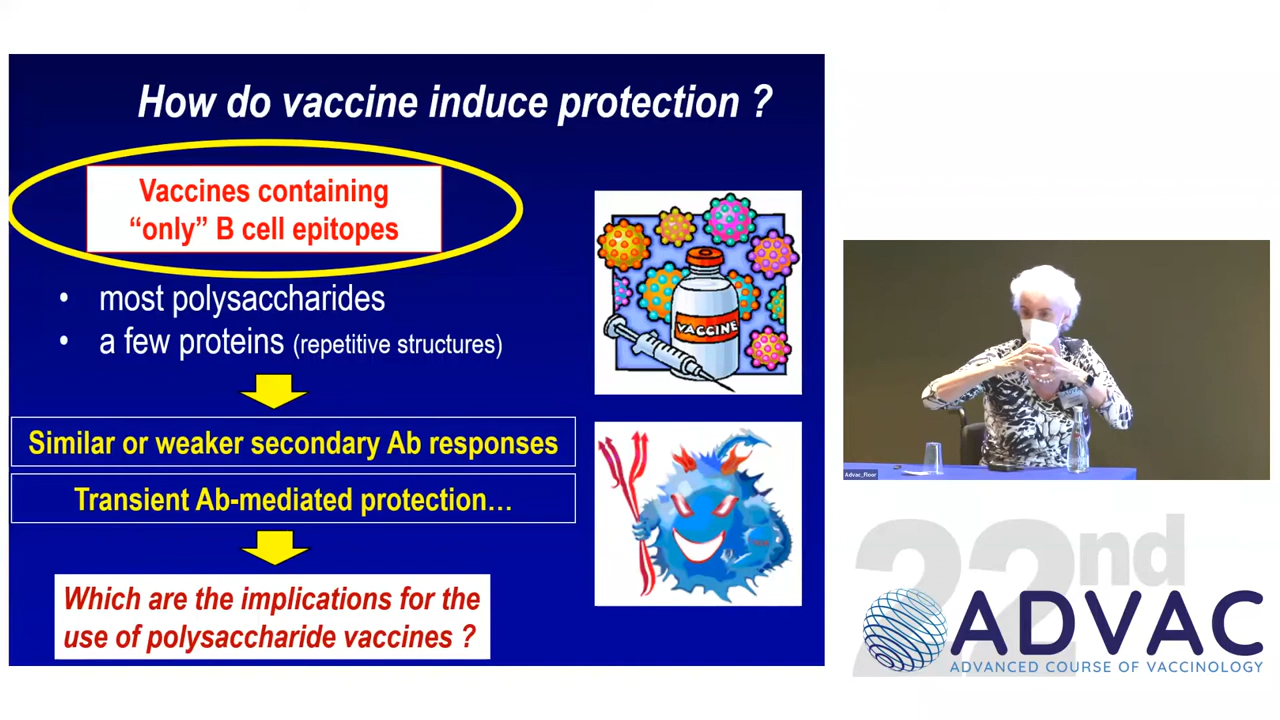 How do vaccine induce protection ?
Vaccines containing
“only” B cell epitopes
• most polysaccharides
• a few proteins (repetitive structures)
VACCINE
Similar or weaker secondary Ab responses
Transient Ab-mediated protection…
Which are the implications for the
use of polysaccharide vaccines ?
Advac_Floor
22nd
ADVAC
ADVANCED COURSE OF VACCINOLOGY